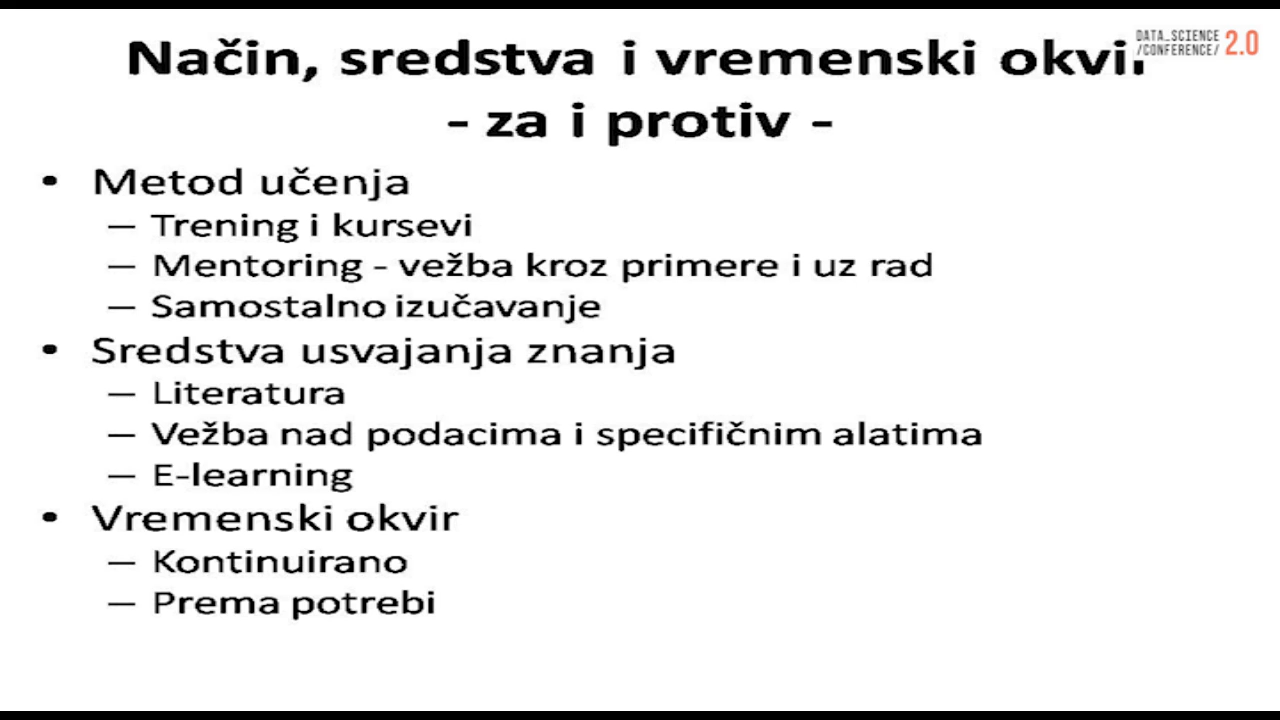 Način, sredstva i vremenski okvir
- za i protiv -
DATA_SCIENCE
/CONFERENCE/ 2.0
• Metod učenja
– Trening i kursevi
– Mentoring - vežba kroz primere i uz rad
– Samostalno izučavanje
• Sredstva usvajanja znanja
– Literatura
– Vežba nad podacima i specifičnim alatima
– E-learning
• Vremenski okvir
– Kontinuirano
– Prema potrebi